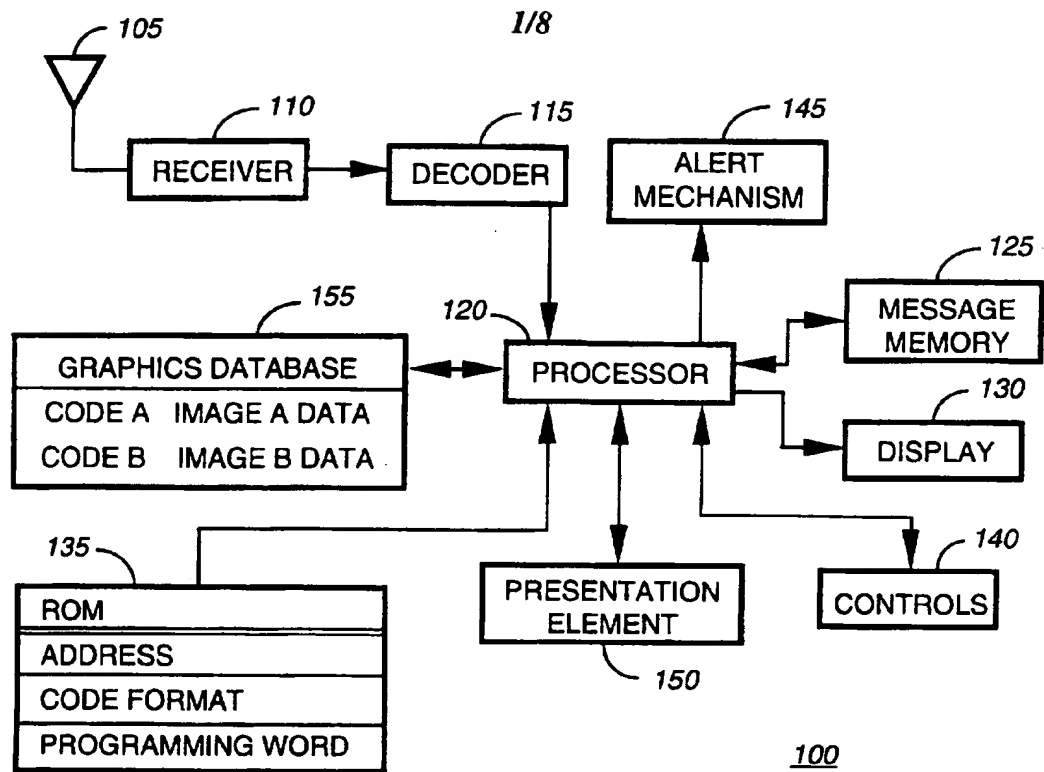 1/8
105
110
RECEIVER
115
DECODER
145
ALERT
MECHANISM
125
MESSAGE
MEMORY
155
GRAPHICS DATABASE
CODE A IMAGE A DATA
CODE B IMAGE B DATA
120
PROCESSOR
130
DISPLAY
135
ROM
ADDRESS
CODE FORMAT
PROGRAMMING WORD
PRESENTATION
ELEMENT
150
140
CONTROLS
100